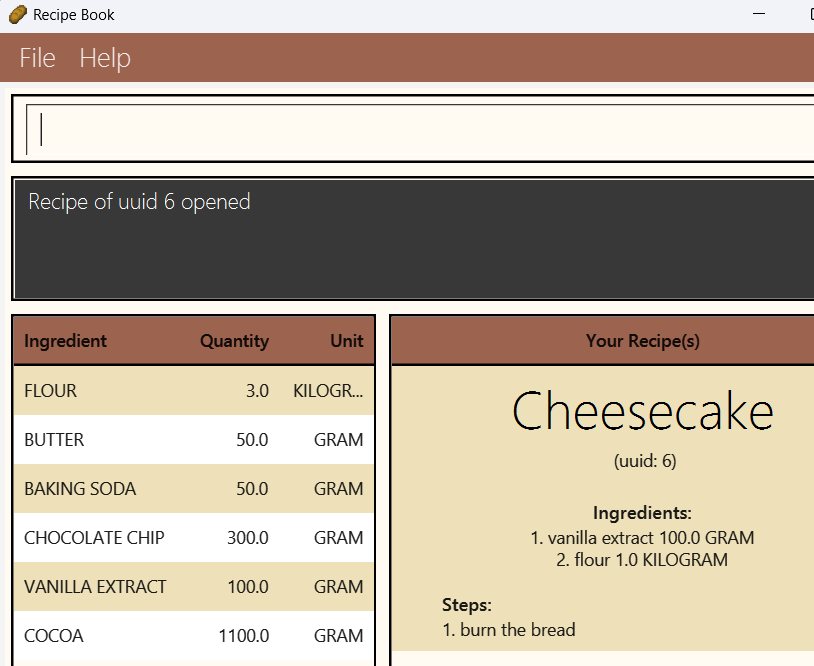 Recipe Book
File Help
Recipe of uuid 6 opened
Ingredient Quantity Unit
FLOUR 3.0 KILOGR...
BUTTER 50.0 GRAM
BAKING SODA 50.0 GRAM
CHOCOLATE CHIP 300.0 GRAM
VANILLA EXTRACT 100.0 GRAM
COCOA 1100.0 GRAM
Your Recipe(s)
Cheesecake
(uuid: 6)
Ingredients:
1. vanilla extract 100.0 GRAM
2. flour 1.0 KILOGRAM
Steps:
1. burn the bread